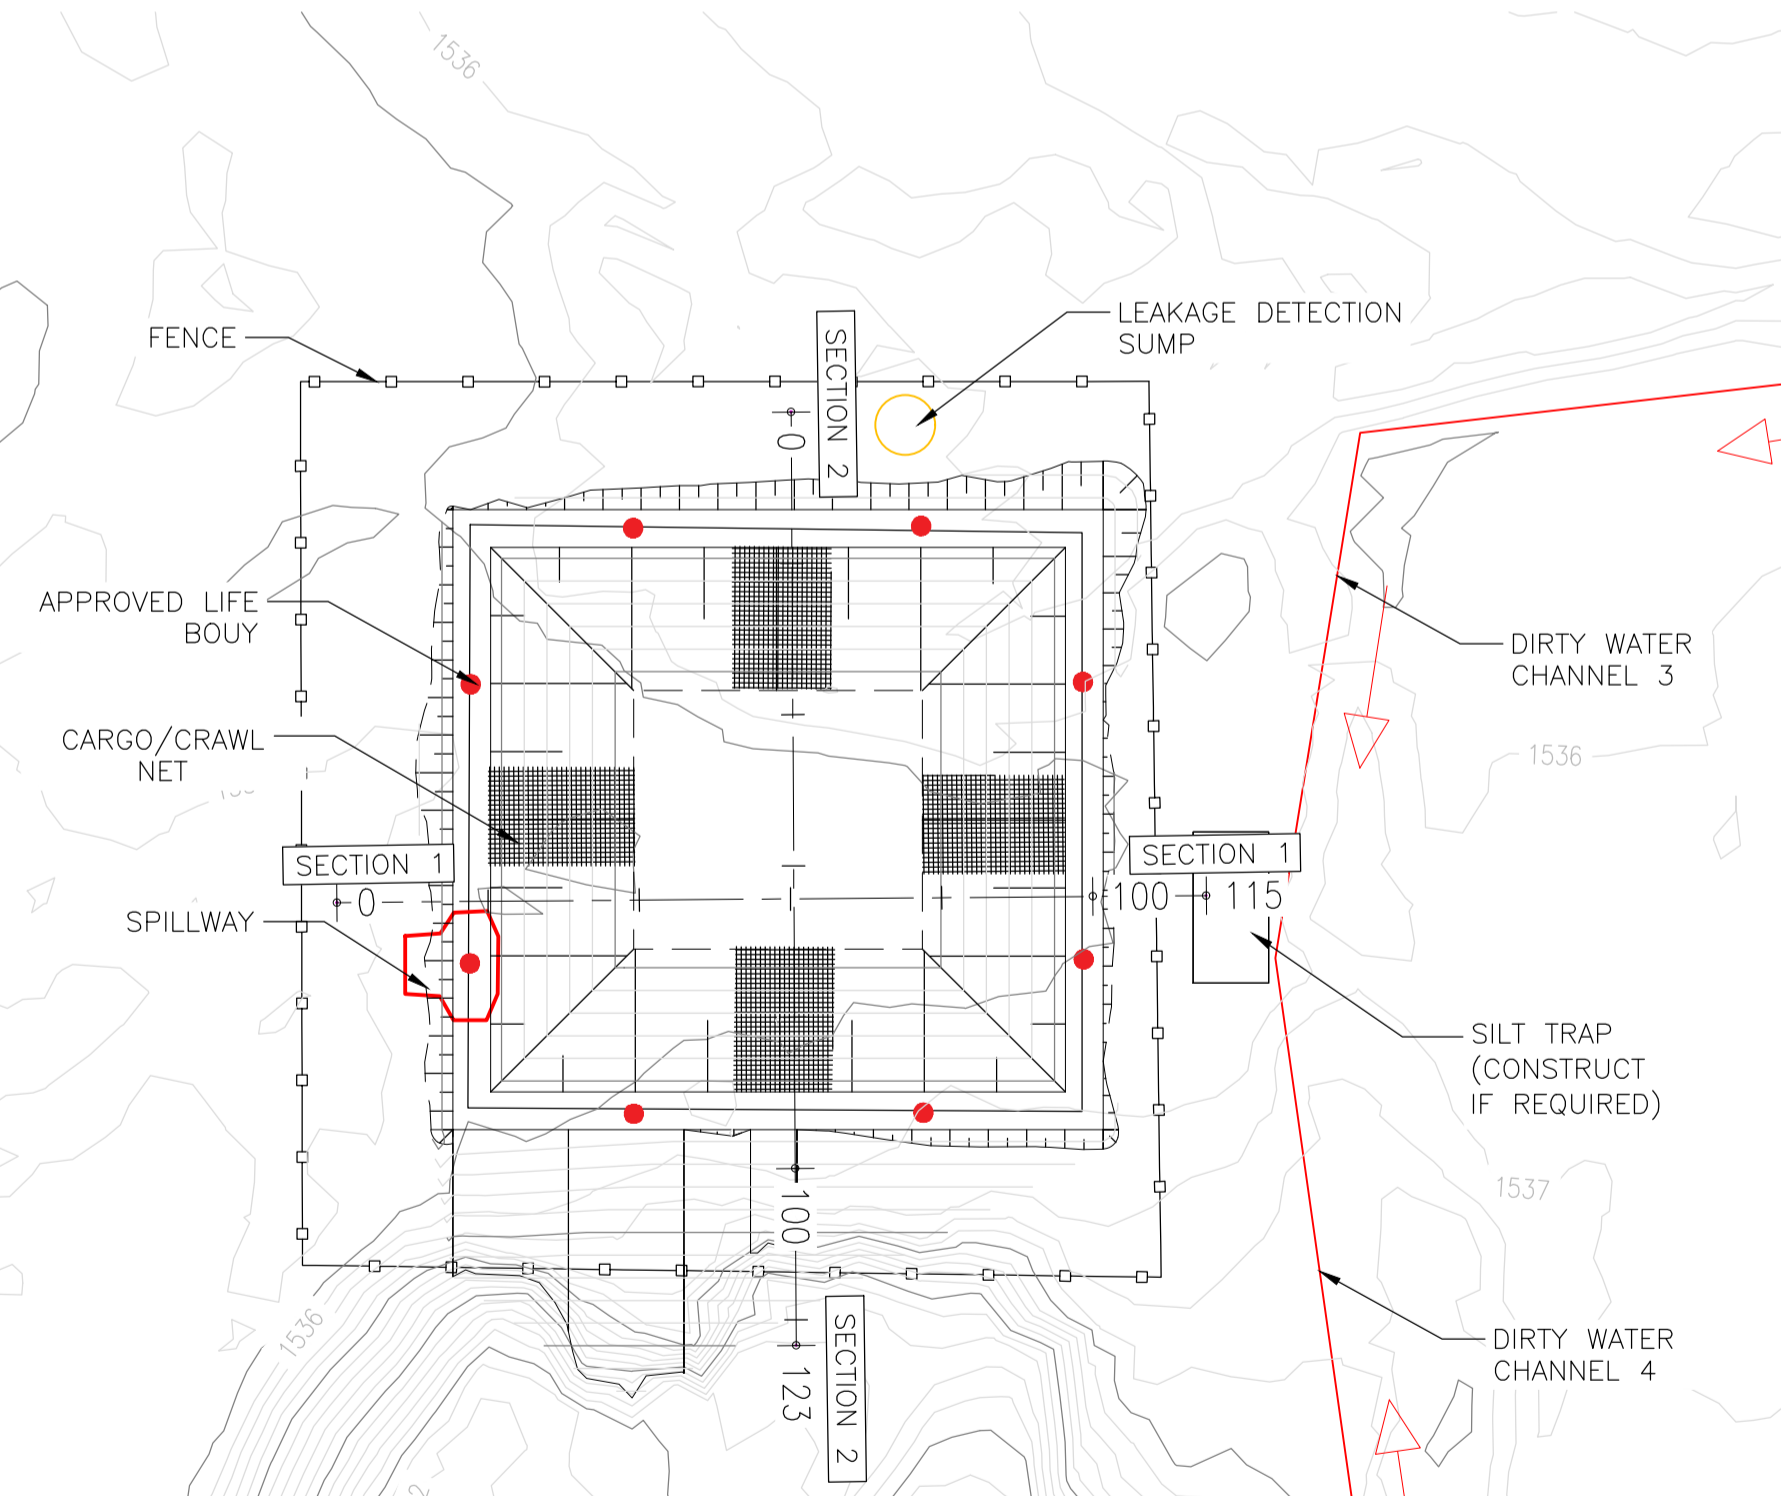 1536
LEAKAGE DETECTION
SUMP
FENCE
SECTION 2
0
APPROVED LIFE
BOUY
DIRTY WATER
CHANNEL 3
CARGO/CRAWL
NET
1536
SECTION 1
SECTION 1
0
100
115
SPILLWAY
SILT TRAP
(CONSTRUCT
IF REQUIRED)
1537
100
1536
DIRTY WATER
CHANNEL 4
123
SECTION 2